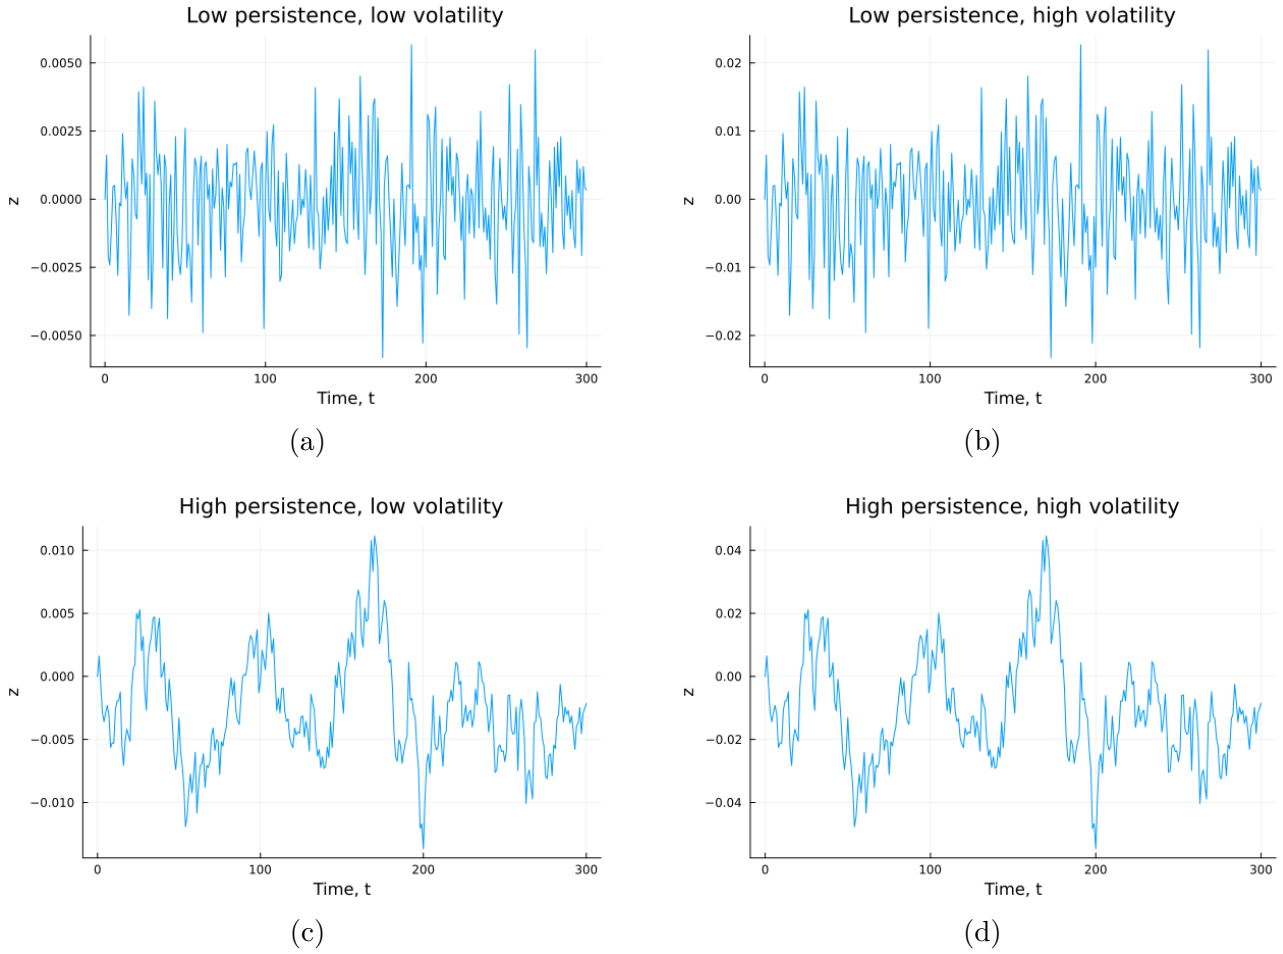 Low persistence, low volatility
0.0050
0.0025
0.0000
−0.0025
−0.0050
z
0 100 200 300
Time, t
(a)
Low persistence, high volatility
0.02
0.01
0.00
−0.01
−0.02
z
0 100 200 300
Time, t
(b)
High persistence, low volatility
0.010
0.005
0.000
−0.005
−0.010
z
0 100 200 300
Time, t
(c)
High persistence, high volatility
0.04
0.02
0.00
−0.02
−0.04
z
0 100 200 300
Time, t
(d)